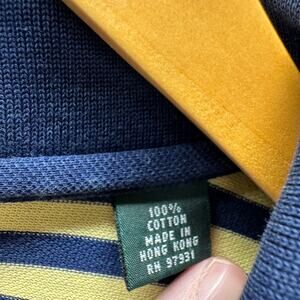 100%
COTTON
MADE IN
HONG KONG
RN 97931